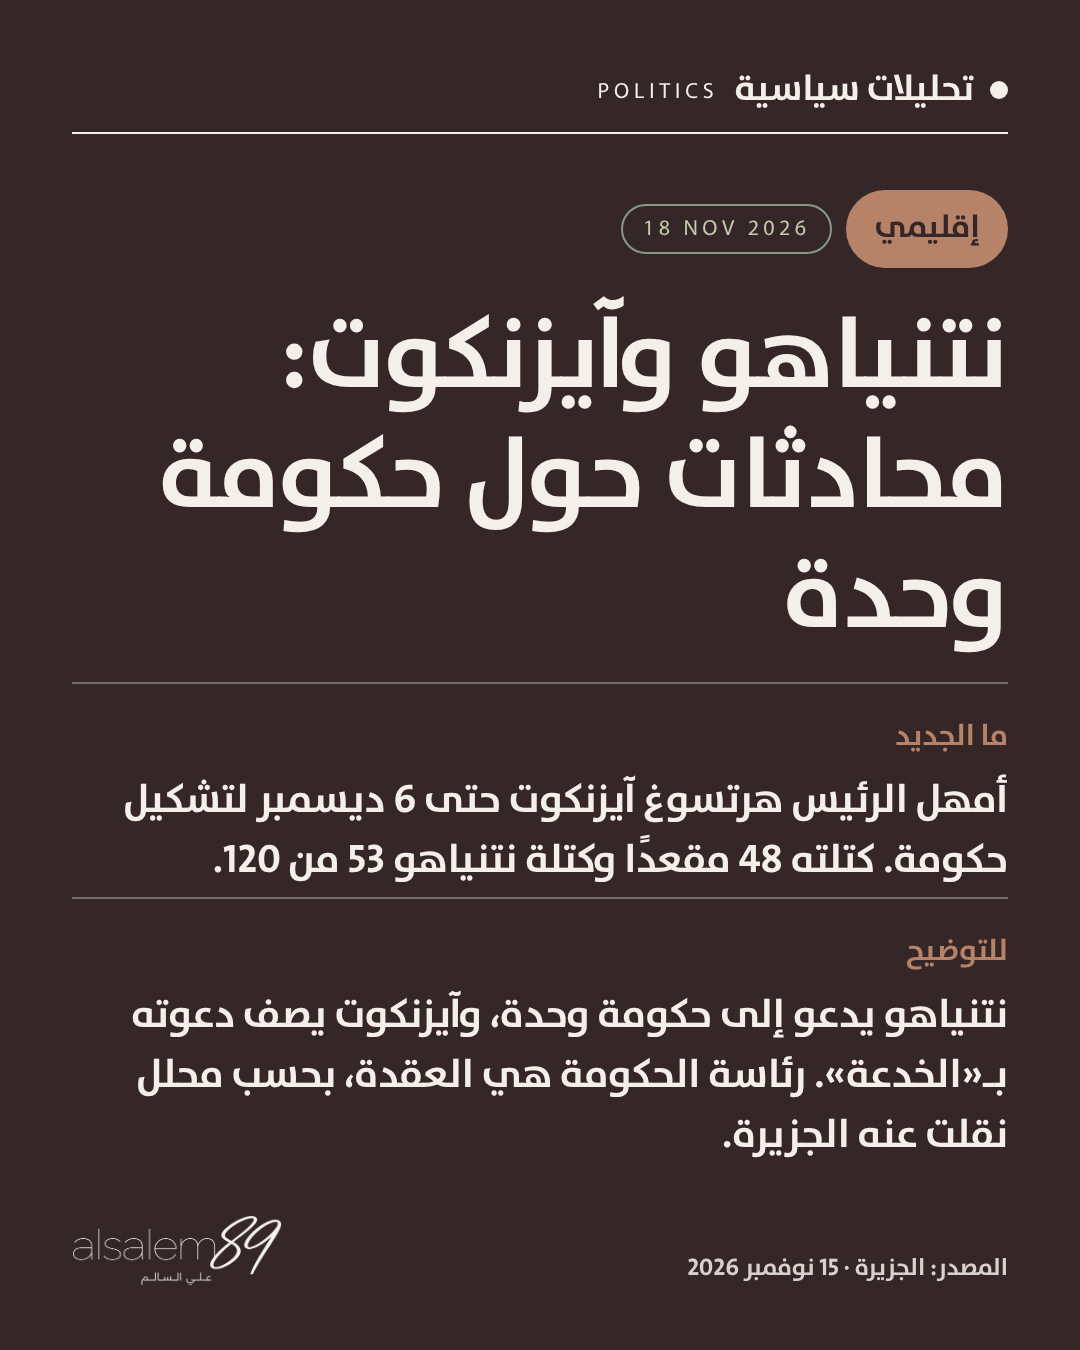 تحليلات سياسية POLITICS
إقليمي 18 NOV 2026
نتنياهو وآيزنكوت:
محادثات حول حكومة
وحدة
ما الجديد
أمهل الرئيس هرتسوغ آيزنكوت حتى 6 ديسمبر لتشكيل
حكومة. كتلته 48 مقعدًا وكتلة نتنياهو 53 من 120.
للتوضيح
نتنياهو يدعو إلى حكومة وحدة، وآيزنكوت يصف دعوته
بـ«الخدعة». رئاسة الحكومة هي العقدة، بحسب محلل
نقلت عنه الجزيرة.
المصدر: الجزيرة · 15 نوفمبر 2026
alsalem89
علي السالم